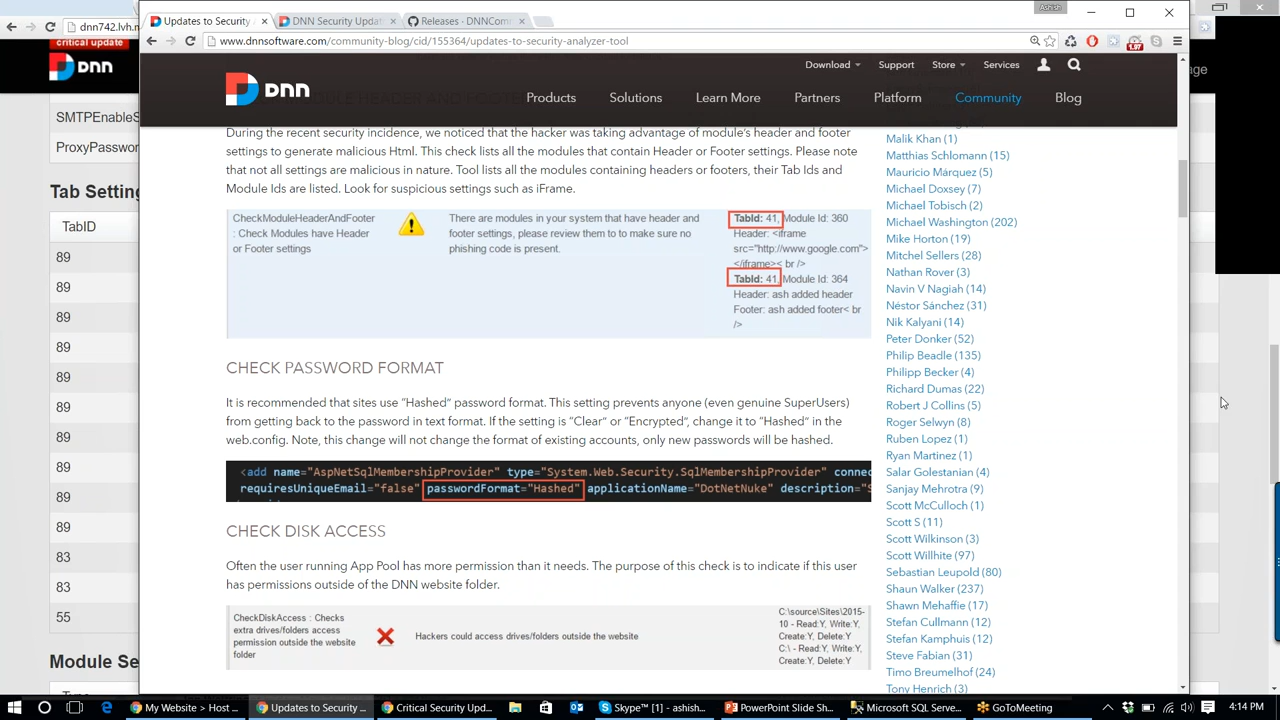 Ashish
Updates to Security
DNN Security Upda
Releases · DNNComm
dnn742.lvh.m
www.dnnsoftware.com/community-blog/cid/155364/updates-to-security-analyzer-tool
1.97
critical update
dnn
age
Download
Support
Store
Services
DNN
Products
Solutions
Learn More
Partners
Platform
Community
Blog
SMTPEnableS
ProxyPasswor
Tab Setting
TabID
89
89
89
89
89
89
89
89
89
89
83
83
55
Module Se
During the recent security incidence, we noticed that the hacker was taking advantage of module's header and footer
settings to generate malicious Html. This check lists all the modules that contain Header or Footer settings. Please note
that not all settings are malicious in nature. Tool lists all the modules containing headers or footers, their Tab Ids and
Module Ids are listed. Look for suspicious settings such as iFrame.
CheckModuleHeaderAndFooter
: Check Modules have Header
or Footer settings
There are modules in your system that have header and
footer settings, please review them to to make sure no
phishing code is present.
TabId: 41, Module Id: 360
Header: <iframe
src="http://www.google.com">
</iframe>< br />
TabId: 41, Module Id: 364
Header: ash added header
Footer: ash added footer< br
/>
CHECK PASSWORD FORMAT
It is recommended that sites use "Hashed" password format. This setting prevents anyone (even genuine SuperUsers)
from getting back to the password in text format. If the setting is "Clear" or "Encrypted", change it to "Hashed" in the
web.config. Note, this change will not change the format of existing accounts, only new passwords will be hashed.
<add name="AspNetSqlMembershipProvider" type="System.Web.Security.SqlMembershipProvider" connec
requiresUniqueEmail="false" passwordFormat="Hashed" applicationName="DotNetNuke" description="S
CHECK DISK ACCESS
Often the user running App Pool has more permission than it needs. The purpose of this check is to indicate if this user
has permissions outside of the DNN website folder.
CheckDiskAccess : Checks
extra drives/folders access
permission outside the website
folder
Hackers could access drives/folders outside the website
C:\source\Sites\2015-
10 - Read:Y, Write:Y,
Create:Y, Delete:Y
C:\ - Read:Y, Write:Y,
Create:Y, Delete:Y
Malik Khan (1)
Matthias Schlomann (15)
Mauricio Márquez (5)
Michael Doxsey (7)
Michael Tobisch (2)
Michael Washington (202)
Mike Horton (19)
Mitchel Sellers (28)
Nathan Rover (3)
Navin V Nagiah (14)
Néstor Sánchez (31)
Nik Kalyani (14)
Peter Donker (52)
Philip Beadle (135)
Philipp Becker (4)
Richard Dumas (22)
Robert J Collins (5)
Roger Selwyn (8)
Ruben Lopez (1)
Ryan Martinez (1)
Salar Golestanian (4)
Sanjay Mehrotra (9)
Scott McCulloch (1)
Scott S (11)
Scott Wilkinson (3)
Scott Willhite (97)
Sebastian Leupold (80)
Shaun Walker (237)
Shawn Mehaffie (17)
Stefan Cullmann (12)
Stefan Kamphuis (12)
Steve Fabian (31)
Timo Breumelhof (24)
Tony Henrich (3)
My Website > Host ...
Updates to Security ...
Critical Security Upd...
Skype™ [1] - ashish...
PowerPoint Slide Sh...
Microsoft SQL Serve...
GoToMeeting
4:14 PM